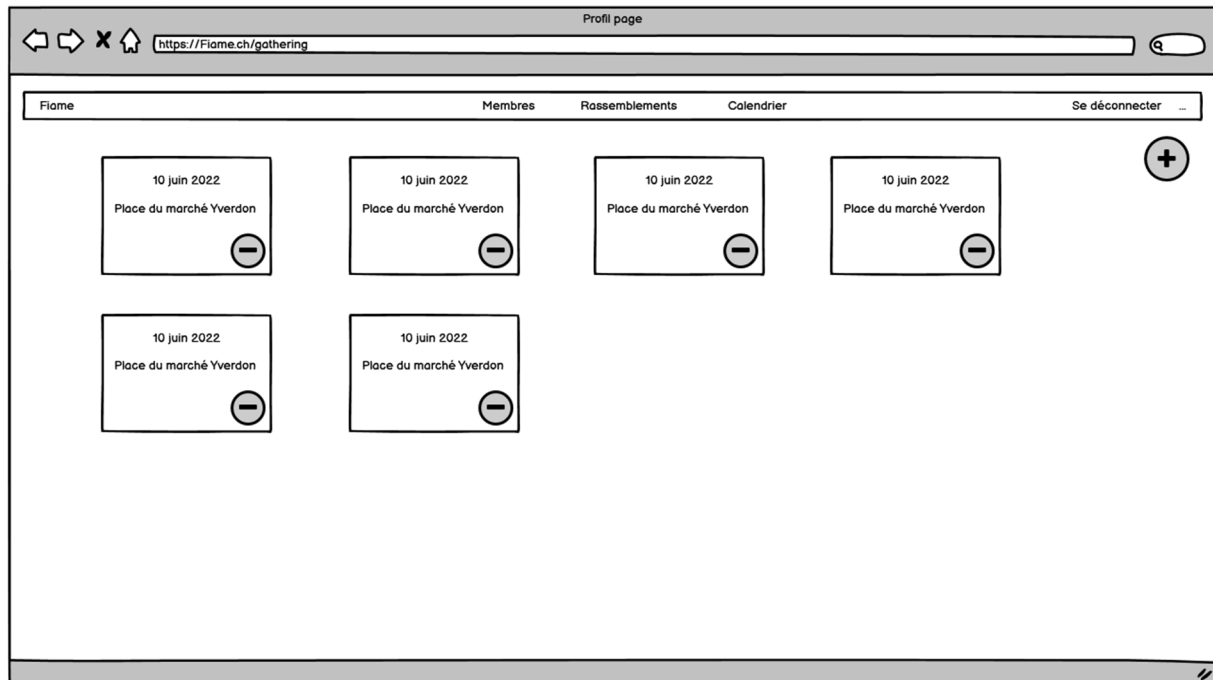 Profil page
https://Fiame.ch/gathering
Fiame Membres Rassemblements Calendrier Se déconnecter ...
10 juin 2022 10 juin 2022 10 juin 2022 10 juin 2022
Place du marché Yverdon Place du marché Yverdon Place du marché Yverdon Place du marché Yverdon
10 juin 2022 10 juin 2022
Place du marché Yverdon Place du marché Yverdon